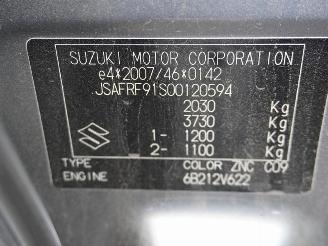 SUZUKI MOTOR CORPORATION
e4*2007/46*0142
JSAFRF91S00120594
2030 Kg
3730 Kg
1- 1200 Kg
2- 1100 Kg
TYPE COLOR ZNC C09
ENGINE 6B212V622